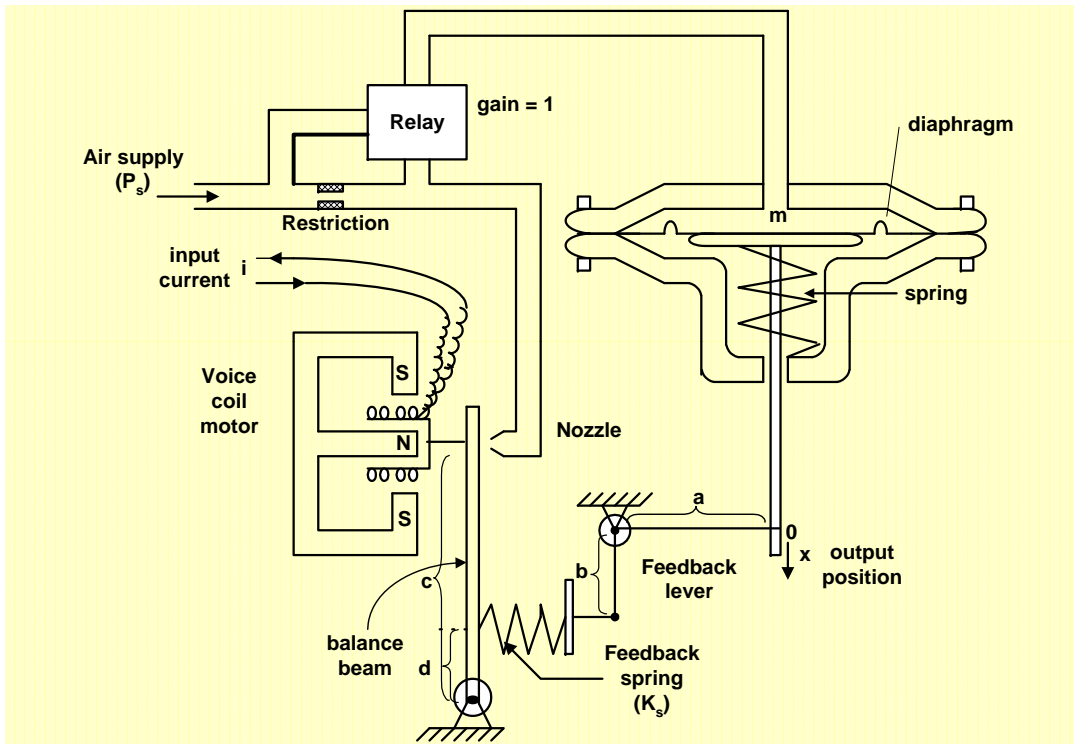 Relay
gain = 1
diaphragm
Air supply
(Ps)
Restriction
m
input
current
i
spring
S
Voice
coil
motor
N
Nozzle
S
a
0
x
output
position
b
Feedback
lever
c
balance
beam
d
Feedback
spring
(Ks)